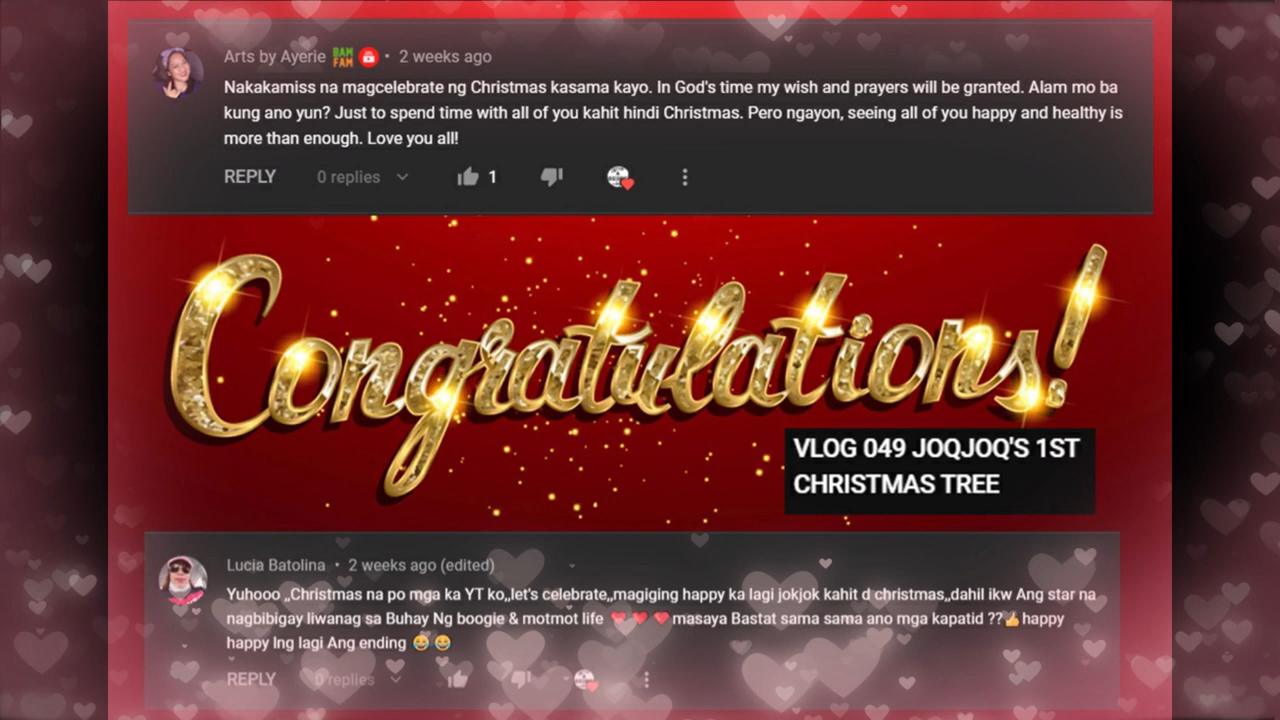 Arts by Ayerie BAM FAM • 2 weeks ago
Nakakamiss na magcelebrate ng Christmas kasama kayo. In God's time my wish and prayers will be granted. Alam mo ba
kung ano yun? Just to spend time with all of you kahit hindi Christmas. Pero ngayon, seeing all of you happy and healthy is
more than enough. Love you all!
REPLY 0 replies 1
Congratulations!
VLOG 049 JOQJOQ'S 1ST
CHRISTMAS TREE
Lucia Batolina • 2 weeks ago (edited)
Yuhooo ,,Christmas na po mga ka YT ko,,let's celebrate,,magiging happy ka lagi jokjok kahit d christmas,,dahil ikw Ang star na
nagbibigay liwanag sa Buhay Ng boogie & motmot life ❤️ ❤️ ❤️ masaya Bastat sama sama ano mga kapatid ??👍happy
happy lng lagi Ang ending 😂😂
REPLY 0 replies